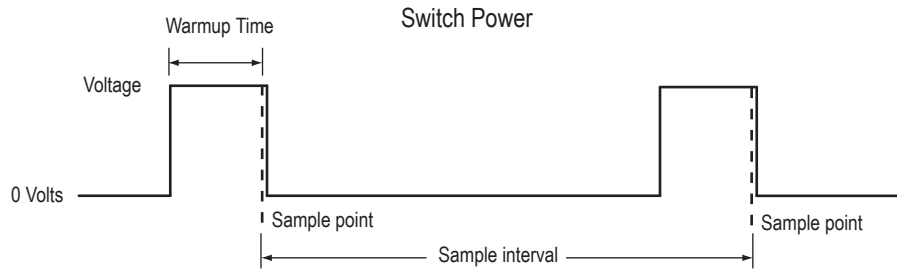 Switch Power
Warmup Time
Voltage
0 Volts
Sample point
Sample point
Sample interval